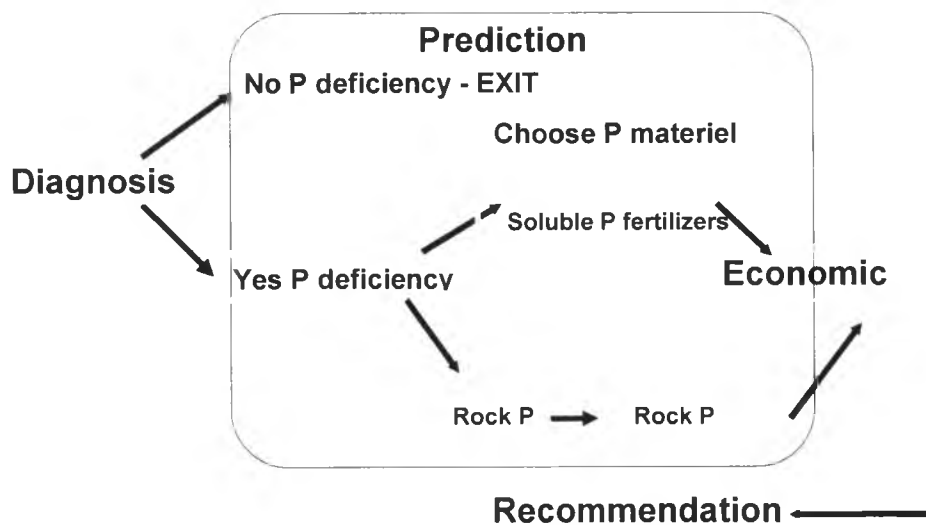 Prediction
No P deficiency - EXIT
Choose P materiel
Diagnosis
Soluble P fertilizers
Yes P deficiency
Economic
Rock P
Rock P
Recommendation